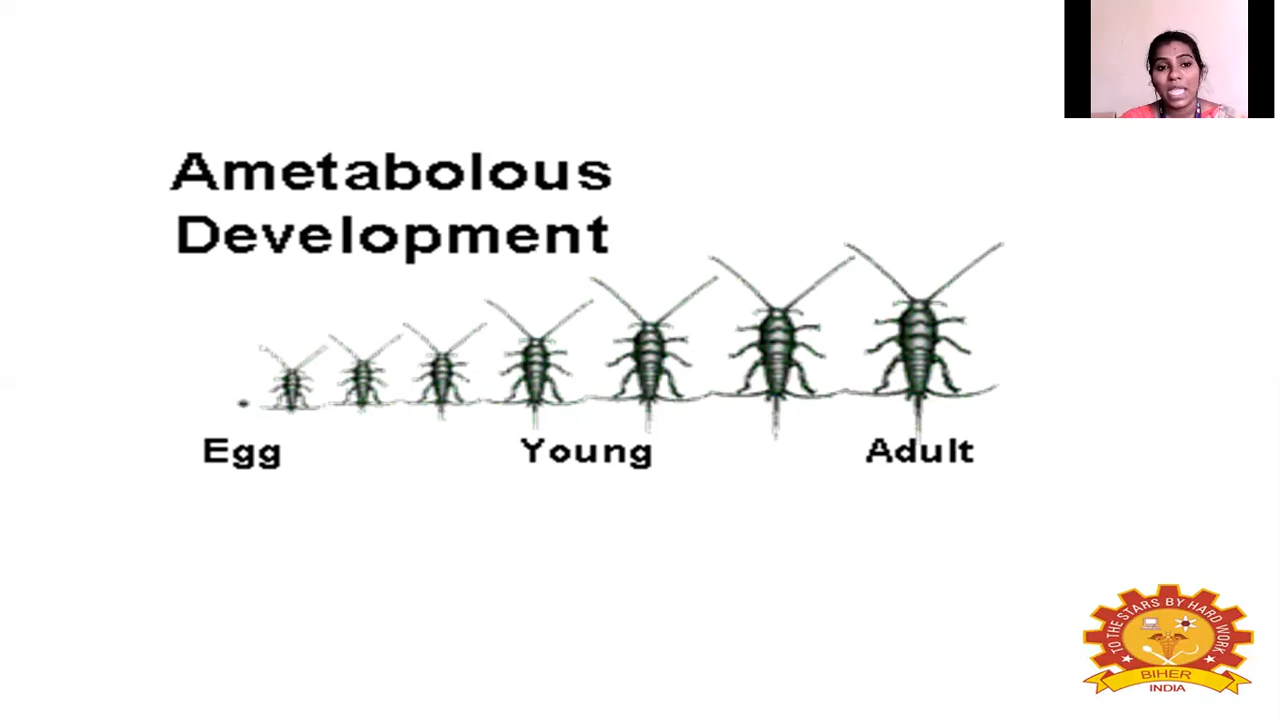 Ametabolous
Development
Egg
Young
Adult
TO THE STARS BY HARD WORK
BIHER
INDIA